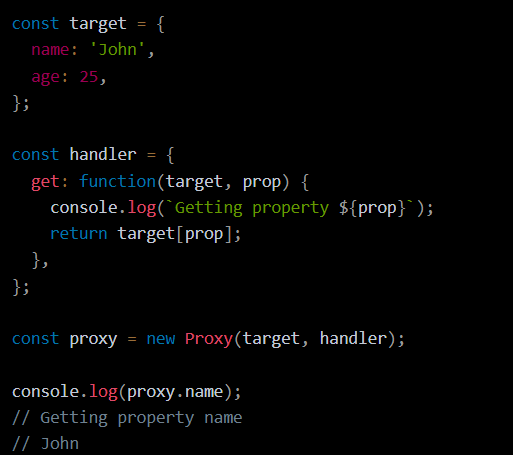 const target = {
  name: 'John',
  age: 25,
};

const handler = {
  get: function(target, prop) {
    console.log(`Getting property ${prop}`);
    return target[prop];
  },
};

const proxy = new Proxy(target, handler);

console.log(proxy.name);
// Getting property name
// John